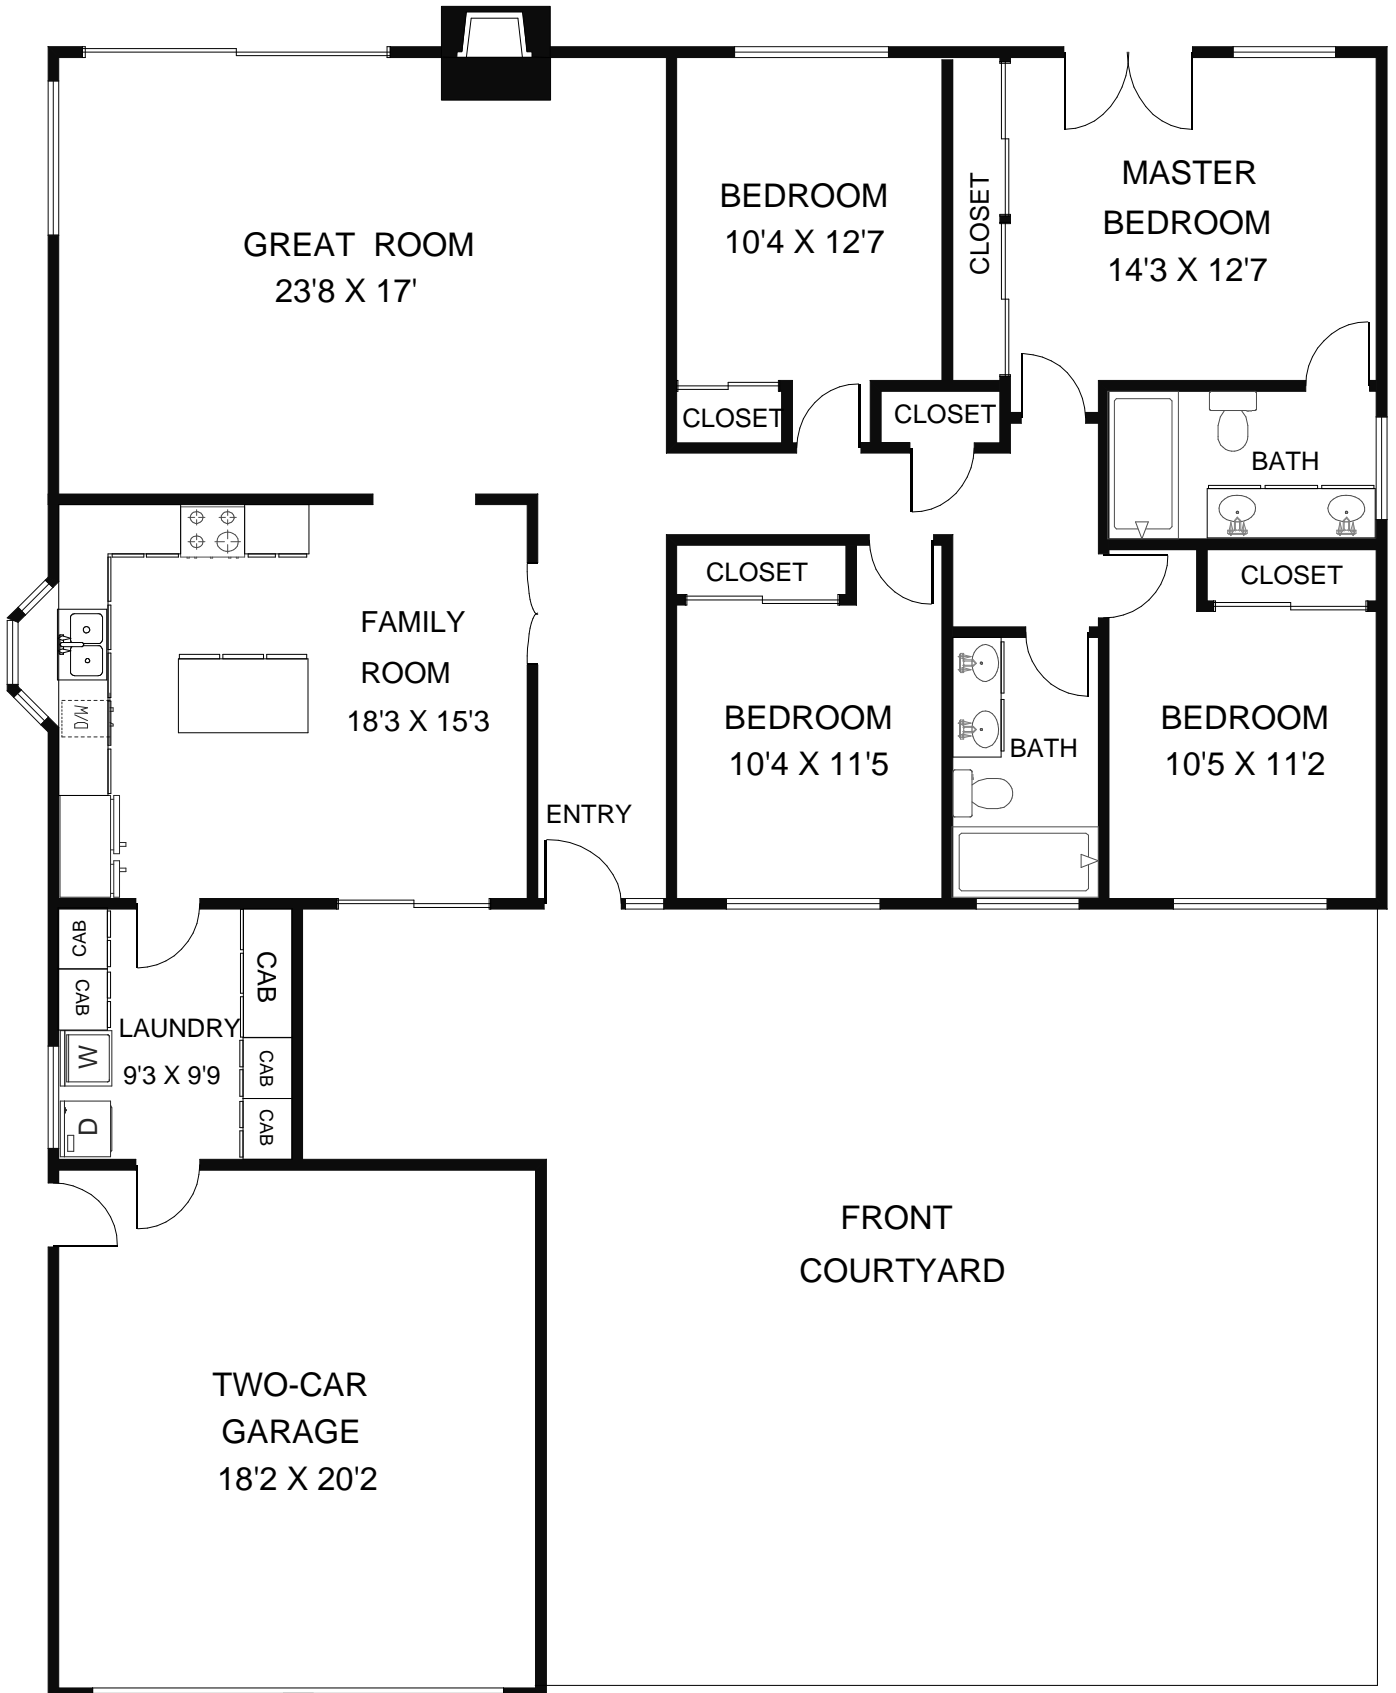 GREAT ROOM
23'8 X 17'
BEDROOM
10'4 X 12'7
CLOSET
CLOSET
CLOSET
MASTER
BEDROOM
14'3 X 12'7
BATH
FAMILY
ROOM
18'3 X 15'3
D/W
ENTRY
CLOSET
BEDROOM
10'4 X 11'5
BATH
CLOSET
BEDROOM
10'5 X 11'2
CAB
CAB
CAB
LAUNDRY
9'3 X 9'9
W
D
CAB
CAB
FRONT
COURTYARD
TWO-CAR
GARAGE
18'2 X 20'2